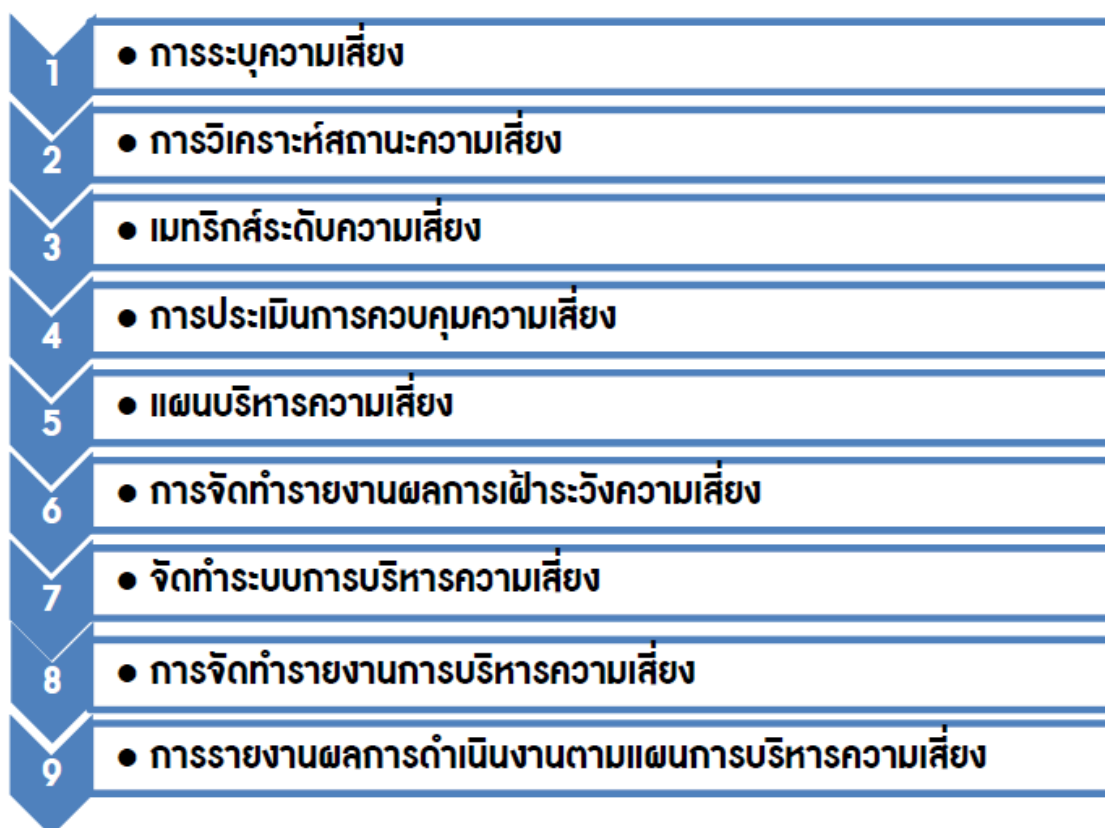 1 • การระบุความเสี่ยง
2 • การวิเคราะห์สถานะความเสี่ยง
3 • เมทริกส์ระดับความเสี่ยง
4 • การประเมินการควบคุมความเสี่ยง
5 • แผนบริหารความเสี่ยง
6 • การจัดทำรายงานผลการเฝ้าระวังความเสี่ยง
7 • จัดทำระบบการบริหารความเสี่ยง
8 • การจัดทำรายงานการบริหารความเสี่ยง
9 • การรายงานผลการดำเนินงานตามแผนการบริหารความเสี่ยง